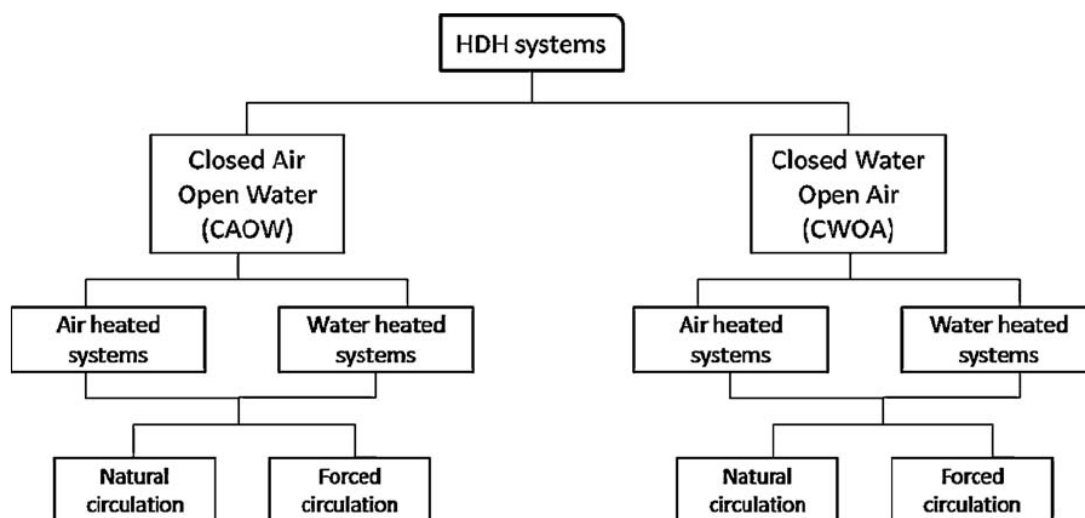 HDH systems
Closed Air
Open Water
(CAOW)
Closed Water
Open Air
(CWOA)
Air heated
systems
Water heated
systems
Air heated
systems
Water heated
systems
Natural
circulation
Forced
circulation
Natural
circulation
Forced
circulation